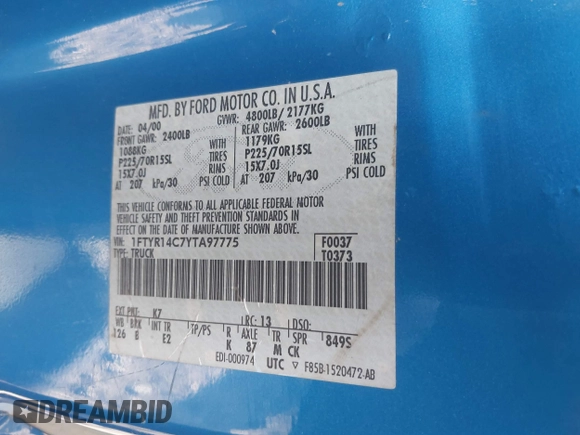 MFD. BY FORD MOTOR CO. IN U.S.A.
DATE: 04/00 GVWR: 4800LB/ 2177KG
FRONT GAWR: 2400LB REAR GAWR: 2600LB
1088KG WITH 1179KG WITH
P225/70R15SL TIRES P225/70R15SL TIRES
15X7.0J RIMS 15X7.0J RIMS
AT 207 kPa/30 PSI COLD AT 207 kPa/30 PSI COLD
THIS VEHICLE CONFORMS TO ALL APPLICABLE FEDERAL MOTOR
VEHICLE SAFETY AND THEFT PREVENTION STANDARDS IN
EFFECT ON THE DATE OF MANUFACTURE SHOWN ABOVE.
VIN: 1FTYR14C7YTA97775 F0037
TYPE: TRUCK T0373
EXT PNT: K7 RC: 13 DSO:
WB BRK INT TR TP/PS R AXLE TR SPR 849S
126 B E2 K 87 M CK
EDI-000974 UTC ▽ F85B-1520472-AB
DREAMBID